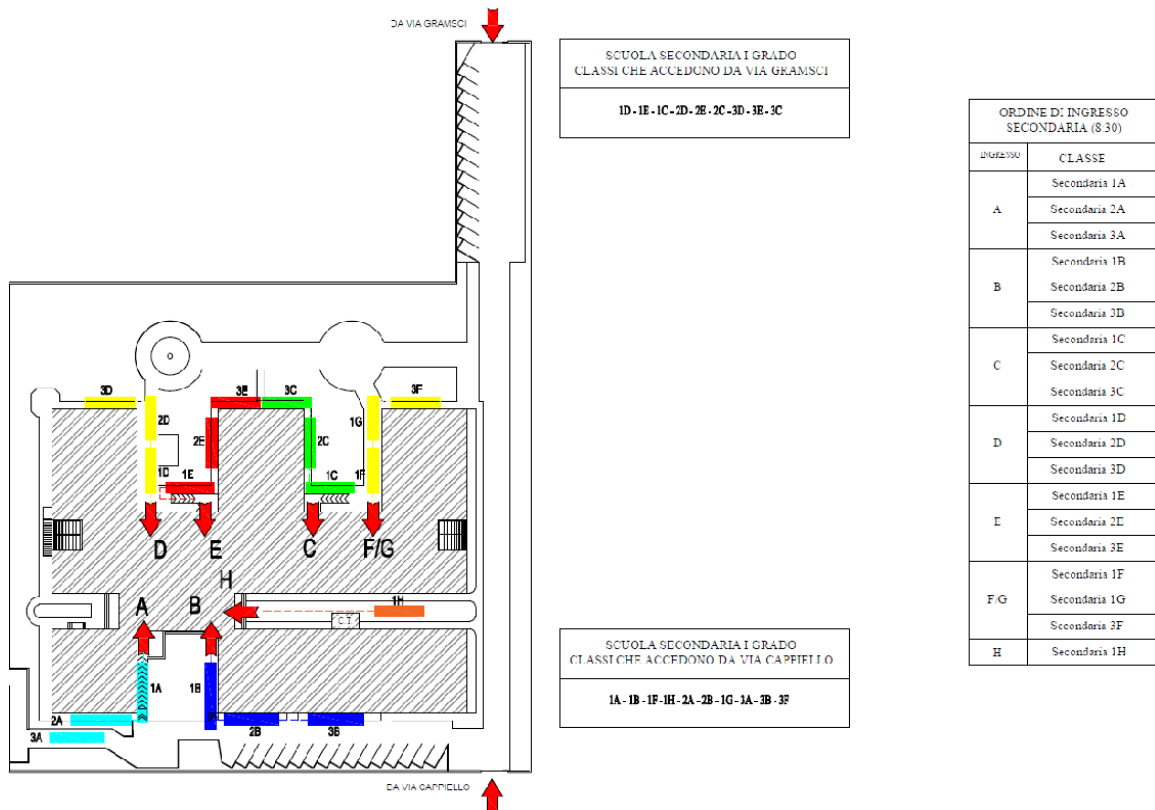 DA VIA GRAMSCI
SCUOLA SECONDARIA I GRADO
CLASSI CHE ACCEDONO DA VIA GRAMSCI
1D - 1E - 1C - 2D - 2E - 2C - 3D - 3E - 3C
ORDINE DI INGRESSO
SECONDARIA (8:30)
INGRESSO CLASSE
A
Secondaria 1A
Secondaria 2A
Secondaria 3A
B
Secondaria 1B
Secondaria 2B
Secondaria 3B
C
Secondaria 1C
Secondaria 2C
Secondaria 3C
D
Secondaria 1D
Secondaria 2D
Secondaria 3D
E
Secondaria 1E
Secondaria 2E
Secondaria 3E
F/G
Secondaria 1F
Secondaria 1G
Secondaria 3F
H
Secondaria 1H
3D
3E
3C
3F
2D
1G
2E
2C
1D
1E
1C
1F
D
E
C
F/G
H
A
B
1H
C.T.
1A
1B
2A
2B
3B
3A
SCUOLA SECONDARIA I GRADO
CLASSI CHE ACCEDONO DA VIA CAPPIELLO
1A - 1B - 1F - 1H - 2A - 2B - 1G - 3A - 3B - 3F
DA VIA CAPPIELLO